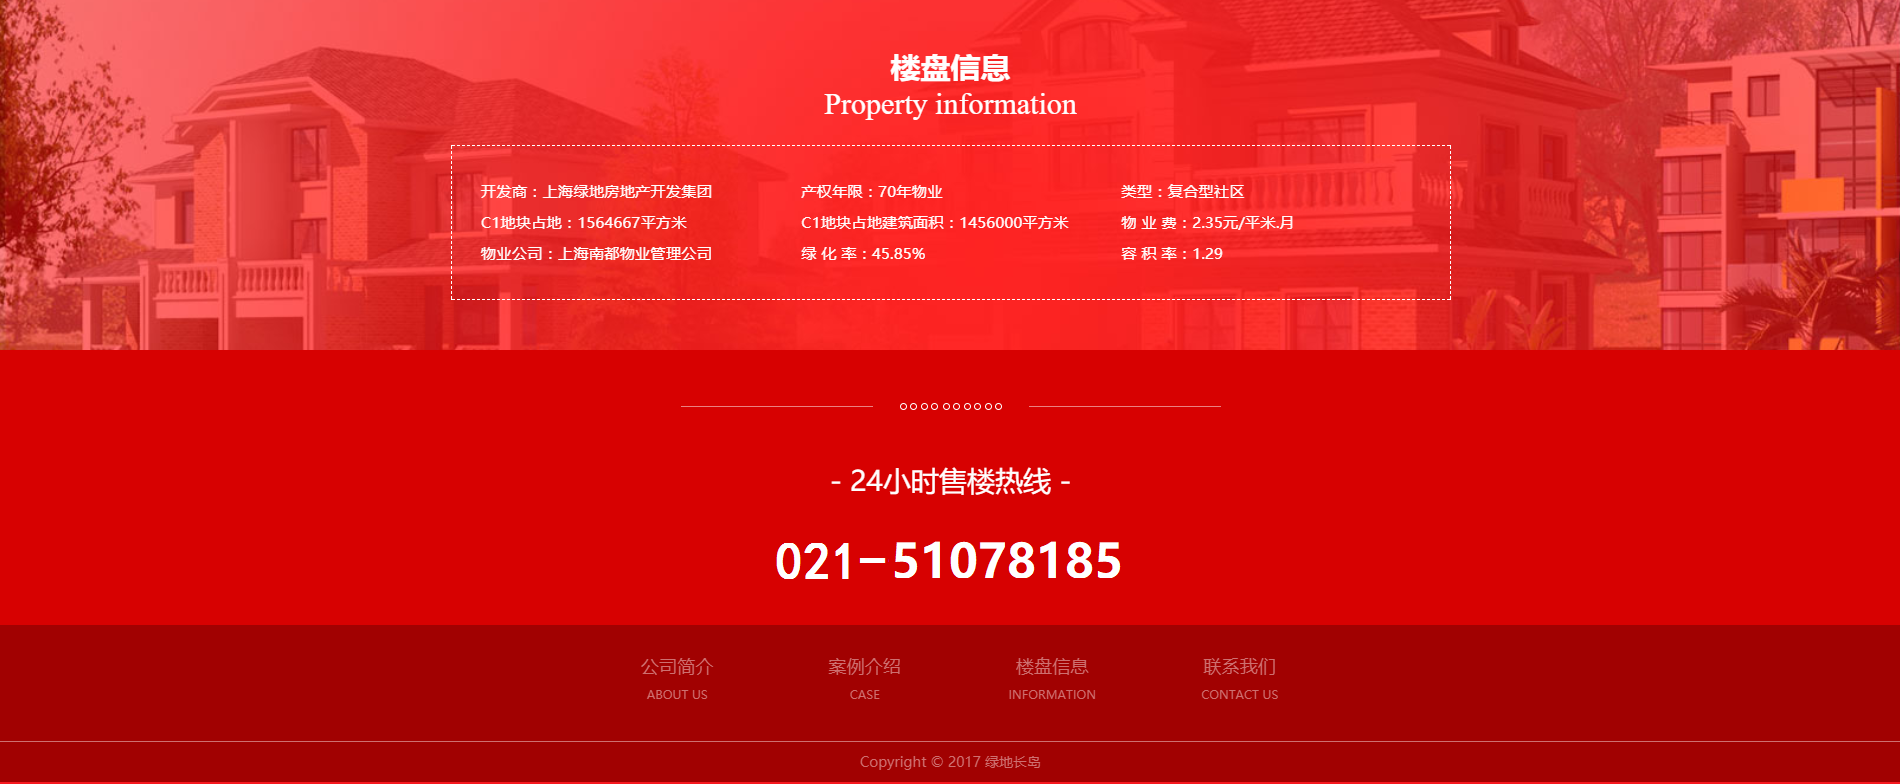 楼盘信息
Property information
开发商：上海绿地房地产开发集团
产权年限：70年物业
类型：复合型社区
C1地块占地：1564667平方米
C1地块占地建筑面积：1456000平方米
物 业 费：2.35元/平米.月
物业公司：上海南都物业管理公司
绿 化 率：45.85%
容 积 率：1.29
- 24小时售楼热线 -
021-51078185
公司简介
案例介绍
楼盘信息
联系我们
ABOUT US
CASE
INFORMATION
CONTACT US
Copyright © 2017 绿地长岛